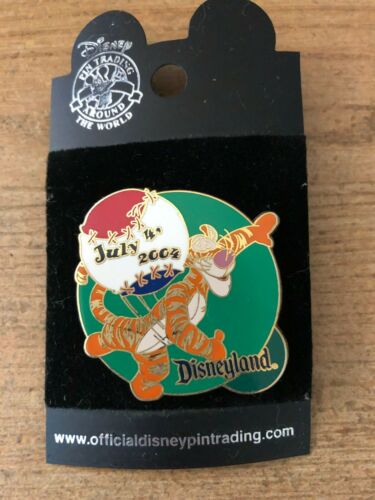 Disney
PIN TRADING
AROUND
THE WORLD
July 4,
2004
Disneyland®
www.officialdisneypintrading.com